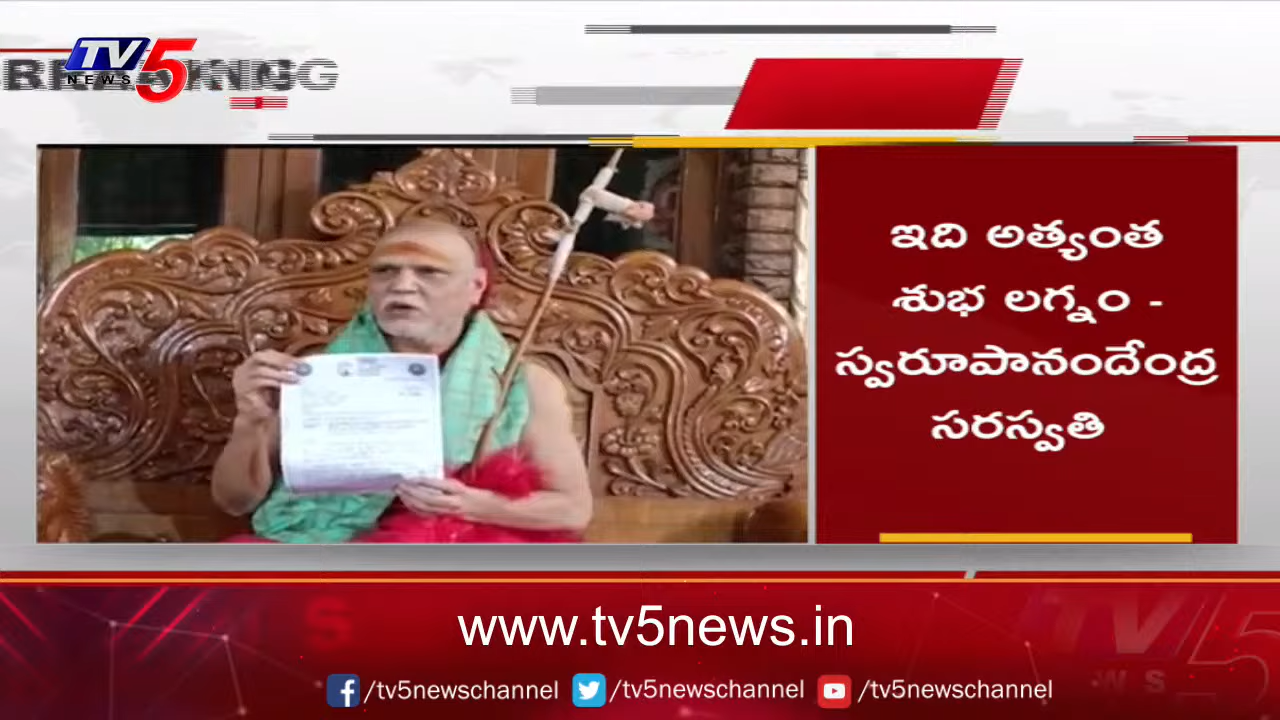 TV5
NEWS
BREAKING
ఇది అత్యంత
శుభ లగ్నం -
స్వరూపానందేంద్ర
సరస్వతి
www.tv5news.in
/tv5newschannel
/tv5newschannel
/tv5newschannel